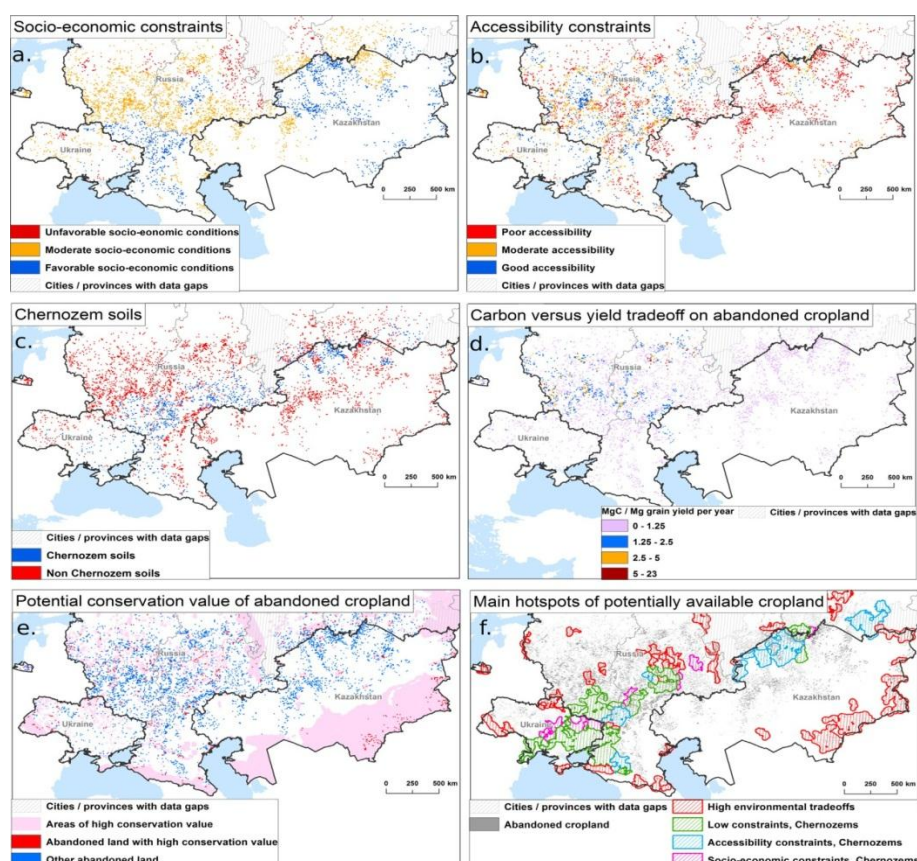 Socio-economic constraints
a.
Russia
Ukraine
Kazakhstan
0 250 500 km
Unfavorable socio-enonomic conditions
Moderate socio-economic conditions
Favorable socio-economic conditions
Cities / provinces with data gaps
Accessibility constraints
b.
Russia
Ukraine
Kazakhstan
0 250 500 km
Poor accessibility
Moderate accessibility
Good accessibility
Cities / provinces with data gaps
Chernozem soils
c.
Russia
Ukraine
Kazakhstan
0 250 500 km
Cities / provinces with data gaps
Chernozem soils
Non Chernozem soils
Carbon versus yield tradeoff on abandoned cropland
d.
Russia
Ukraine
Kazakhstan
0 250 500 km
MgC / Mg grain yield per year
Cities / provinces with data gaps
0 - 1.25
1.25 - 2.5
2.5 - 5
5 - 23
Potential conservation value of abandoned cropland
e.
Russia
Ukraine
Kazakhstan
0 250 500 km
Cities / provinces with data gaps
Areas of high conservation value
Abandoned land with high conservation value
Other abandoned land
Main hotspots of potentially available cropland
f.
Russia
Ukraine
Kazakhstan
0 250 500 km
Cities / provinces with data gaps
Abandoned cropland
High environmental tradeoffs
Low constraints, Chernozems
Accessibility constraints, Chernozems
Socio-economic constraints, Chernozems